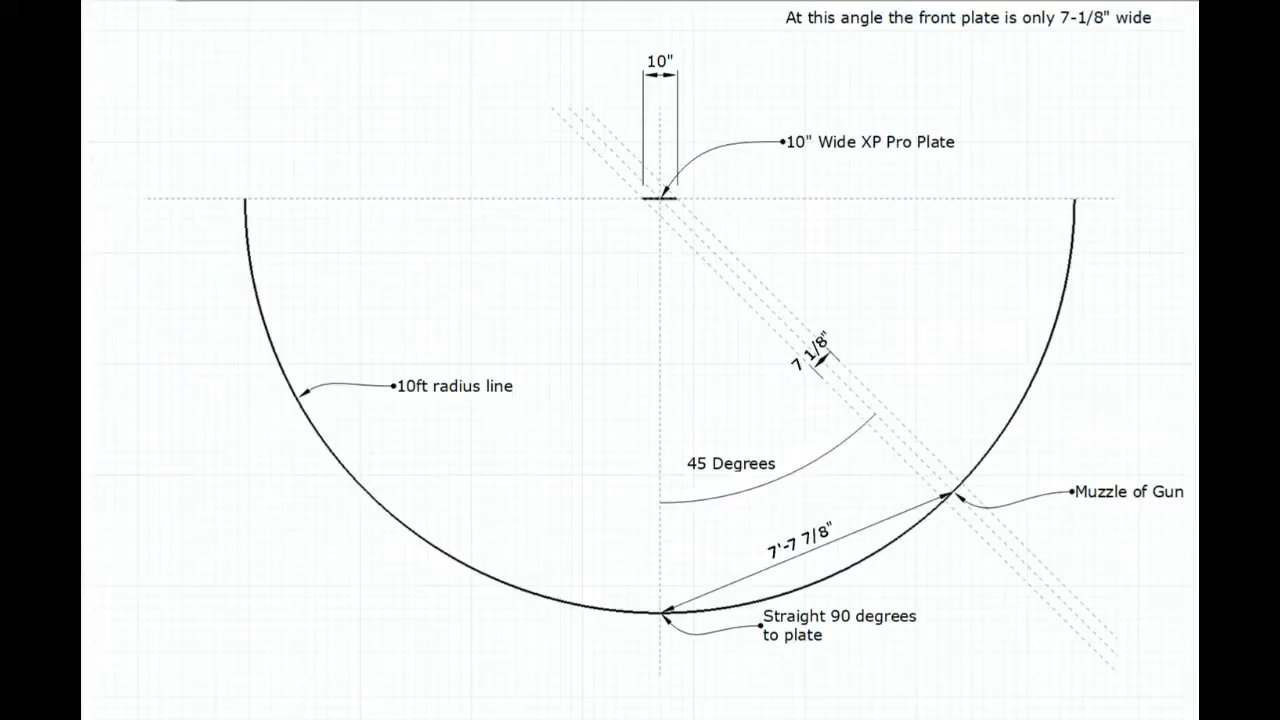 At this angle the front plate is only 7-1/8" wide
10"
10" Wide XP Pro Plate
7 1/8"
10ft radius line
45 Degrees
Muzzle of Gun
7'-7 7/8"
Straight 90 degrees
to plate